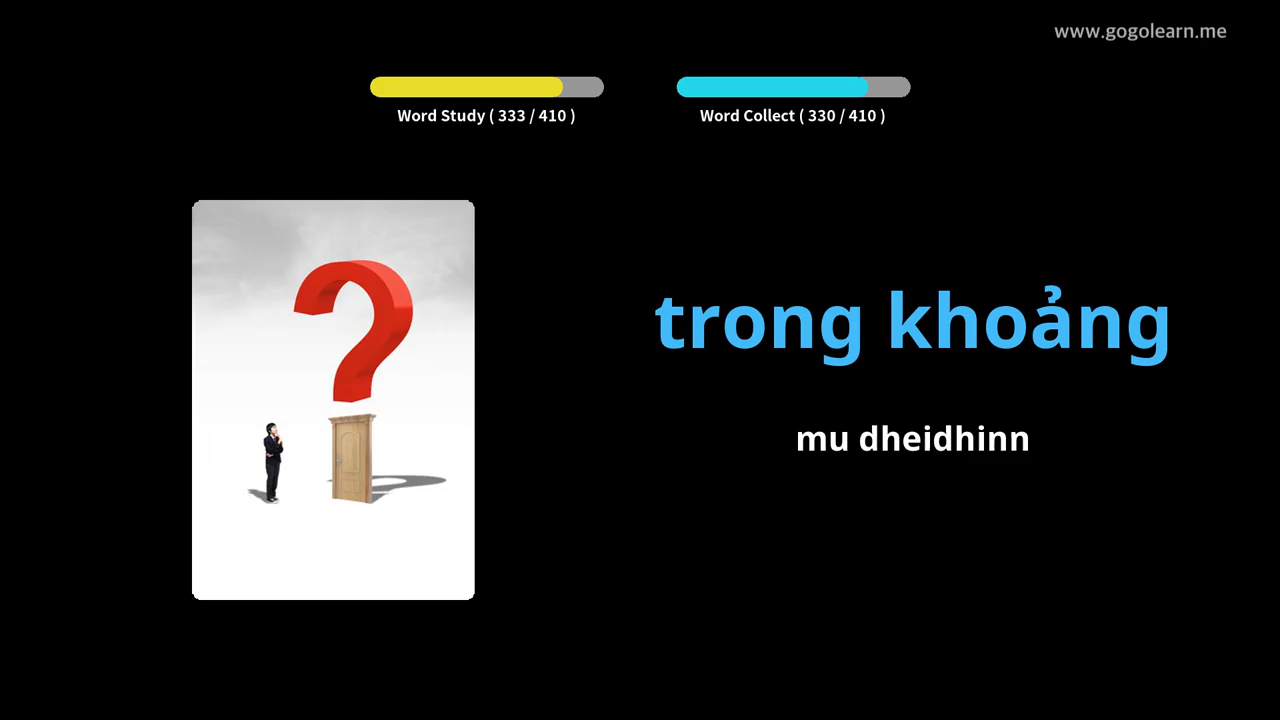 www.gogolearn.me
Word Study ( 333 / 410 )
Word Collect ( 330 / 410 )
trong khoảng
mu dheidhinn